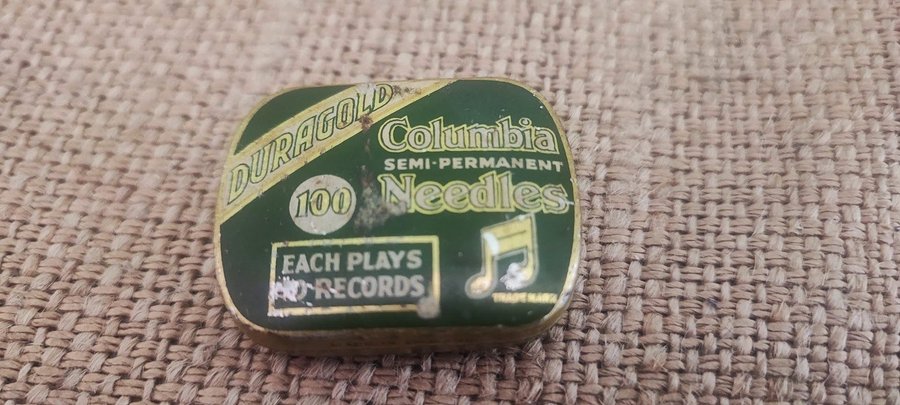 DURAGOLD
Columbia
SEMI-PERMANENT
Needles
100
EACH PLAYS
RECORDS
TRADE MARK